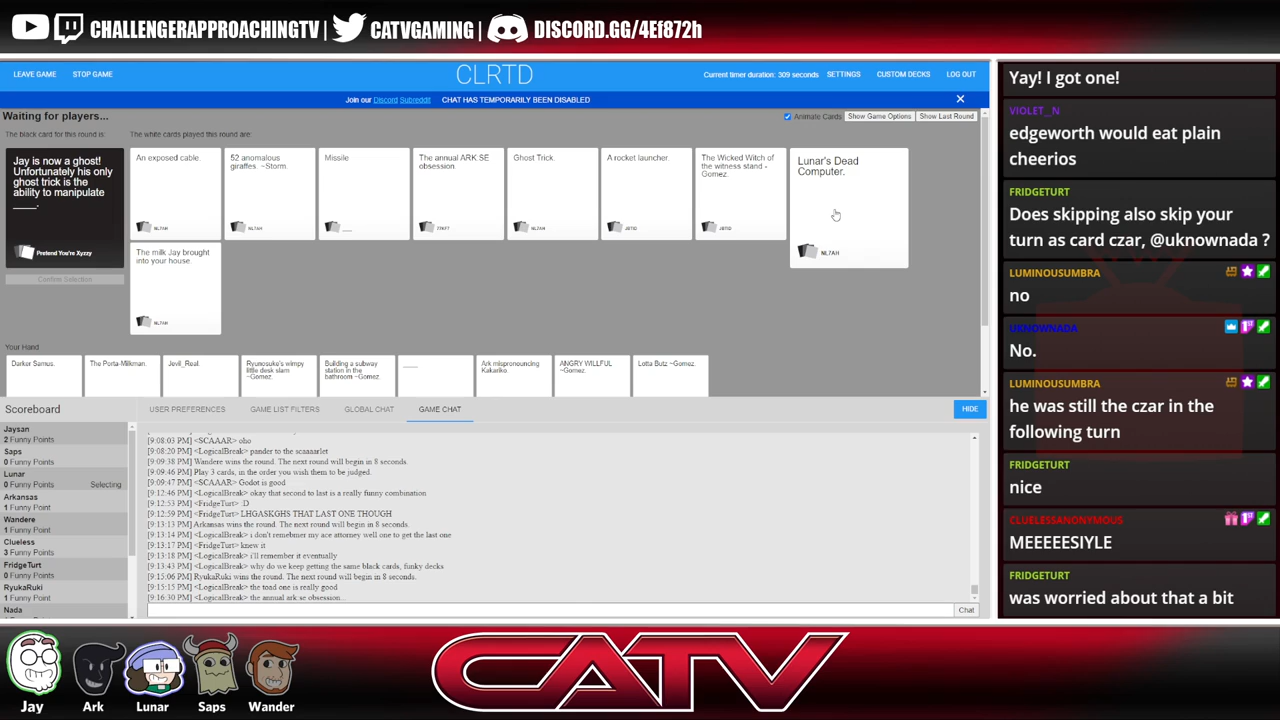 CHALLENGERAPPROACHINGTV | CATVGAMING | DISCORD.GG/4Ef872h
LEAVE GAME STOP GAME CLRTD Current timer duration: 309 seconds SETTINGS CUSTOM DECKS LOG OUT
Join our Discord Subreddit CHAT HAS TEMPORARILY BEEN DISABLED
Waiting for players...
Animate Cards Show Game Options Show Last Round
The black card for this round is: The white cards played this round are:
Jay is now a ghost!
Unfortunately his only
ghost trick is the
ability to manipulate
____.
Pretend You're Xyzzy
Confirm Selection
An exposed cable.
NL7AH
52 anomalous
giraffes. ~Storm.
NL7AH
Missile
____
The annual ARK SE
obsession.
Ghost Trick.
NL7AH
A rocket launcher.
The Wicked Witch of
the witness stand -
Gomez.
Lunar's Dead
Computer.
NL7AH
The milk Jay brought
into your house.
NL7AH
Your Hand
Darker Samus.
The Porta-Milkman.
Jevil_Real.
Ryunosuke's wimpy
little desk slam
~Gomez.
Building a subway
station in the
bathroom ~Gomez.
____
Ark mispronouncing
Kakariko.
ANGRY WILLFUL
~Gomez.
Lotta Butz ~Gomez.
Scoreboard
Jaysan
2 Funny Points
Saps
0 Funny Points
Lunar
0 Funny Points Selecting
Arkansas
1 Funny Point
Wandere
1 Funny Point
Clueless
3 Funny Points
FridgeTurt
0 Funny Points
RyukaRuki
1 Funny Point
Nada
USER PREFERENCES GAME LIST FILTERS GLOBAL CHAT GAME CHAT HIDE
[9:08:03 PM] <SCAAAR> oho
[9:08:20 PM] <LogicalBreak> pander to the scaaaarlet
[9:09:38 PM] Wandere wins the round. The next round will begin in 8 seconds.
[9:09:46 PM] Play 3 cards, in the order you wish them to be judged.
[9:09:47 PM] <SCAAAR> Godot is good
[9:12:46 PM] <LogicalBreak> okay that second to last is a really funny combination
[9:12:53 PM] <FridgeTurt> :D
[9:12:59 PM] <FridgeTurt> LHGASKGHS THAT LAST ONE THOUGH
[9:13:13 PM] Arkansas wins the round. The next round will begin in 8 seconds.
[9:13:14 PM] <LogicalBreak> i don't remebmer my ace attorney well one to get the last one
[9:13:17 PM] <FridgeTurt> knew it
[9:13:18 PM] <LogicalBreak> i'll remember it eventually
[9:13:43 PM] <LogicalBreak> why do we keep getting the same black cards, funky decks
[9:15:06 PM] RyukaRuki wins the round. The next round will begin in 8 seconds.
[9:15:15 PM] <LogicalBreak> the toad one is really good
[9:16:30 PM] <LogicalBreak> the annual ark se obsession...
Chat
Yay! I got one!
VIOLET__N
edgeworth would eat plain
cheerios
FRIDGETURT
Does skipping also skip your
turn as card czar, @uknownada ?
LUMINOUSUMBRA
no
UKNOWNADA
No.
LUMINOUSUMBRA
he was still the czar in the
following turn
FRIDGETURT
nice
CLUELESSANONYMOUS
MEEEEESIYLE
FRIDGETURT
was worried about that a bit
Jay Ark Lunar Saps Wander
CATV